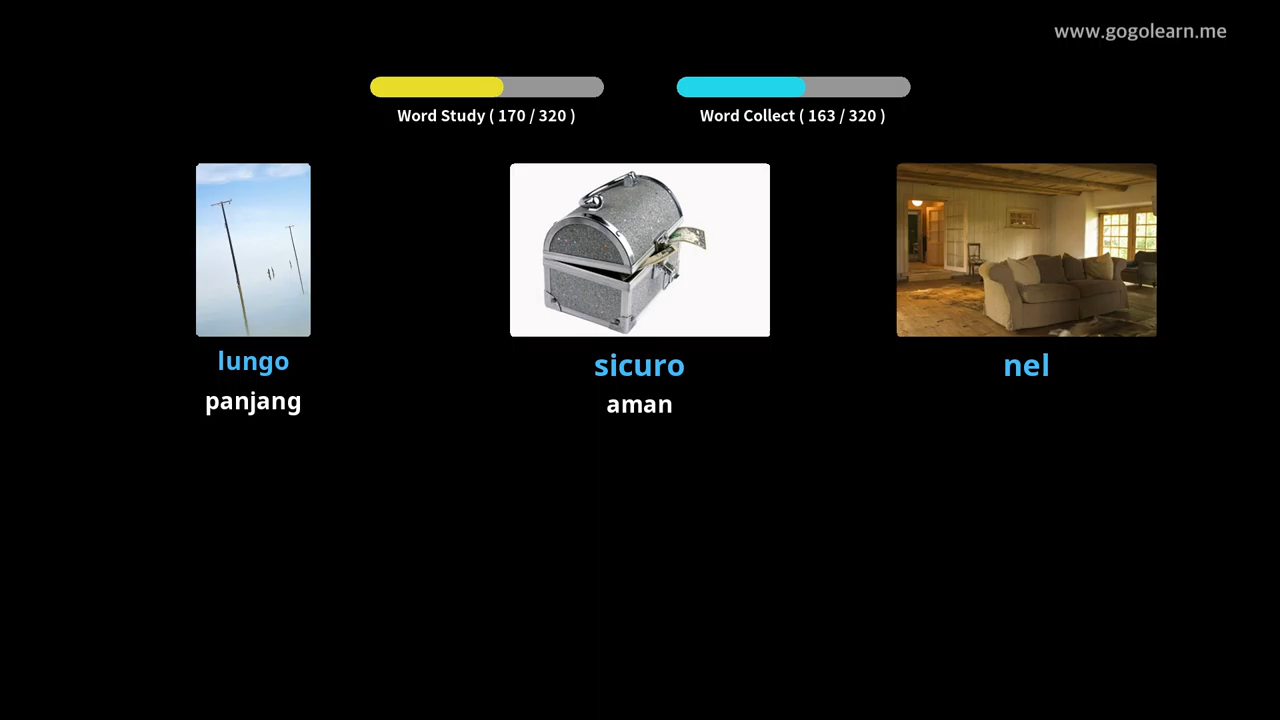 www.gogolearn.me
Word Study ( 170 / 320 )
Word Collect ( 163 / 320 )
lungo
panjang
sicuro
aman
nel